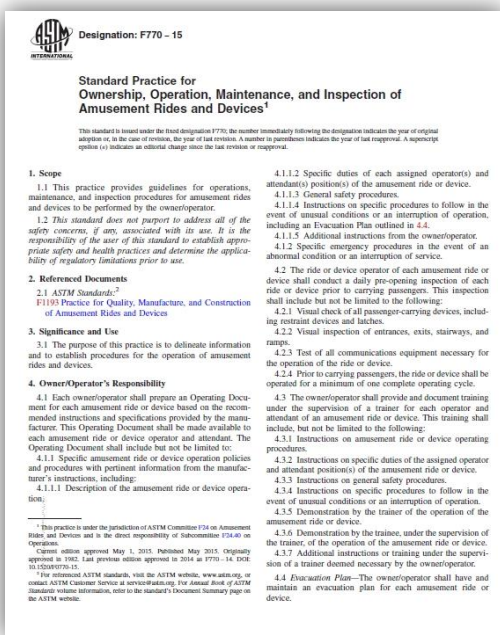 ASTM
INTERNATIONAL
Designation: F770 – 15
Standard Practice for
Ownership, Operation, Maintenance, and Inspection of
Amusement Rides and Devices¹
This standard is issued under the fixed designation F770; the number immediately following the designation indicates the year of original
adoption or, in the case of revision, the year of last revision. A number in parentheses indicates the year of last reapproval. A superscript
epsilon (ε) indicates an editorial change since the last revision or reapproval.
1. Scope
1.1 This practice provides guidelines for operations,
maintenance, and inspection procedures for amusement rides
and devices to be performed by the owner/operator.
1.2 This standard does not purport to address all of the
safety concerns, if any, associated with its use. It is the
responsibility of the user of this standard to establish appro-
priate safety and health practices and determine the applica-
bility of regulatory limitations prior to use.
2. Referenced Documents
2.1 ASTM Standards:²
F1193 Practice for Quality, Manufacture, and Construction
of Amusement Rides and Devices
3. Significance and Use
3.1 The purpose of this practice is to delineate information
and to establish procedures for the operation of amusement
rides and devices.
4. Owner/Operator's Responsibility
4.1 Each owner/operator shall prepare an Operating Docu-
ment for each amusement ride or device based on the recom-
mended instructions and specifications provided by the manu-
facturer. This Operating Document shall be made available to
each amusement ride or device operator and attendant. The
Operating Document shall include but not be limited to:
4.1.1 Specific amusement ride or device operation policies
and procedures with pertinent information from the manufac-
turer's instructions, including:
4.1.1.1 Description of the amusement ride or device opera-
tion.
¹ This practice is under the jurisdiction of ASTM Committee F24 on Amusement
Rides and Devices and is the direct responsibility of Subcommittee F24.40 on
Operations.
Current edition approved May 1, 2015. Published May 2015. Originally
approved in 1982. Last previous edition approved in 2014 as F770 – 14. DOI:
10.1520/F0770-15.
² For referenced ASTM standards, visit the ASTM website, www.astm.org, or
contact ASTM Customer Service at service@astm.org. For Annual Book of ASTM
Standards volume information, refer to the standard's Document Summary page on
the ASTM website.
4.1.1.2 Specific duties of each assigned operator(s) and
attendant(s) position(s) of the amusement ride or device.
4.1.1.3 General safety procedures.
4.1.1.4 Instructions on specific procedures to follow in the
event of unusual conditions or an interruption of operation,
including an Evacuation Plan outlined in 4.4.
4.1.1.5 Additional instructions from the owner/operator.
4.1.2 Specific emergency procedures in the event of an
abnormal condition or an interruption of service.
4.2 The ride or device operator of each amusement ride or
device shall conduct a daily pre-opening inspection of each
ride or device prior to carrying passengers. This inspection
shall include but not be limited to the following:
4.2.1 Visual check of all passenger-carrying devices, includ-
ing restraint devices and latches.
4.2.2 Visual inspection of entrances, exits, stairways, and
ramps.
4.2.3 Test of all communications equipment necessary for
the operation of the ride or device.
4.2.4 Prior to carrying passengers, the ride or device shall be
operated for a minimum of one complete operating cycle.
4.3 The owner/operator shall provide and document training
under the supervision of a trainer for each operator and
attendant of an amusement ride or device. This training shall
include, but not be limited to the following:
4.3.1 Instructions on amusement ride or device operating
procedures.
4.3.2 Instructions on specific duties of the assigned operator
and attendant position(s) of the amusement ride or device.
4.3.3 Instructions on general safety procedures.
4.3.4 Instructions on specific procedures to follow in the
event of unusual conditions or an interruption of operation.
4.3.5 Demonstration by the trainer of the operation of the
amusement ride or device.
4.3.6 Demonstration by the trainee, under the supervision of
the trainer, of the operation of the amusement ride or device.
4.3.7 Additional instructions or training under the supervi-
sion of a trainer deemed necessary by the owner/operator.
4.4 Evacuation Plan—The owner/operator shall have and
maintain an evacuation plan for each amusement ride or
device.